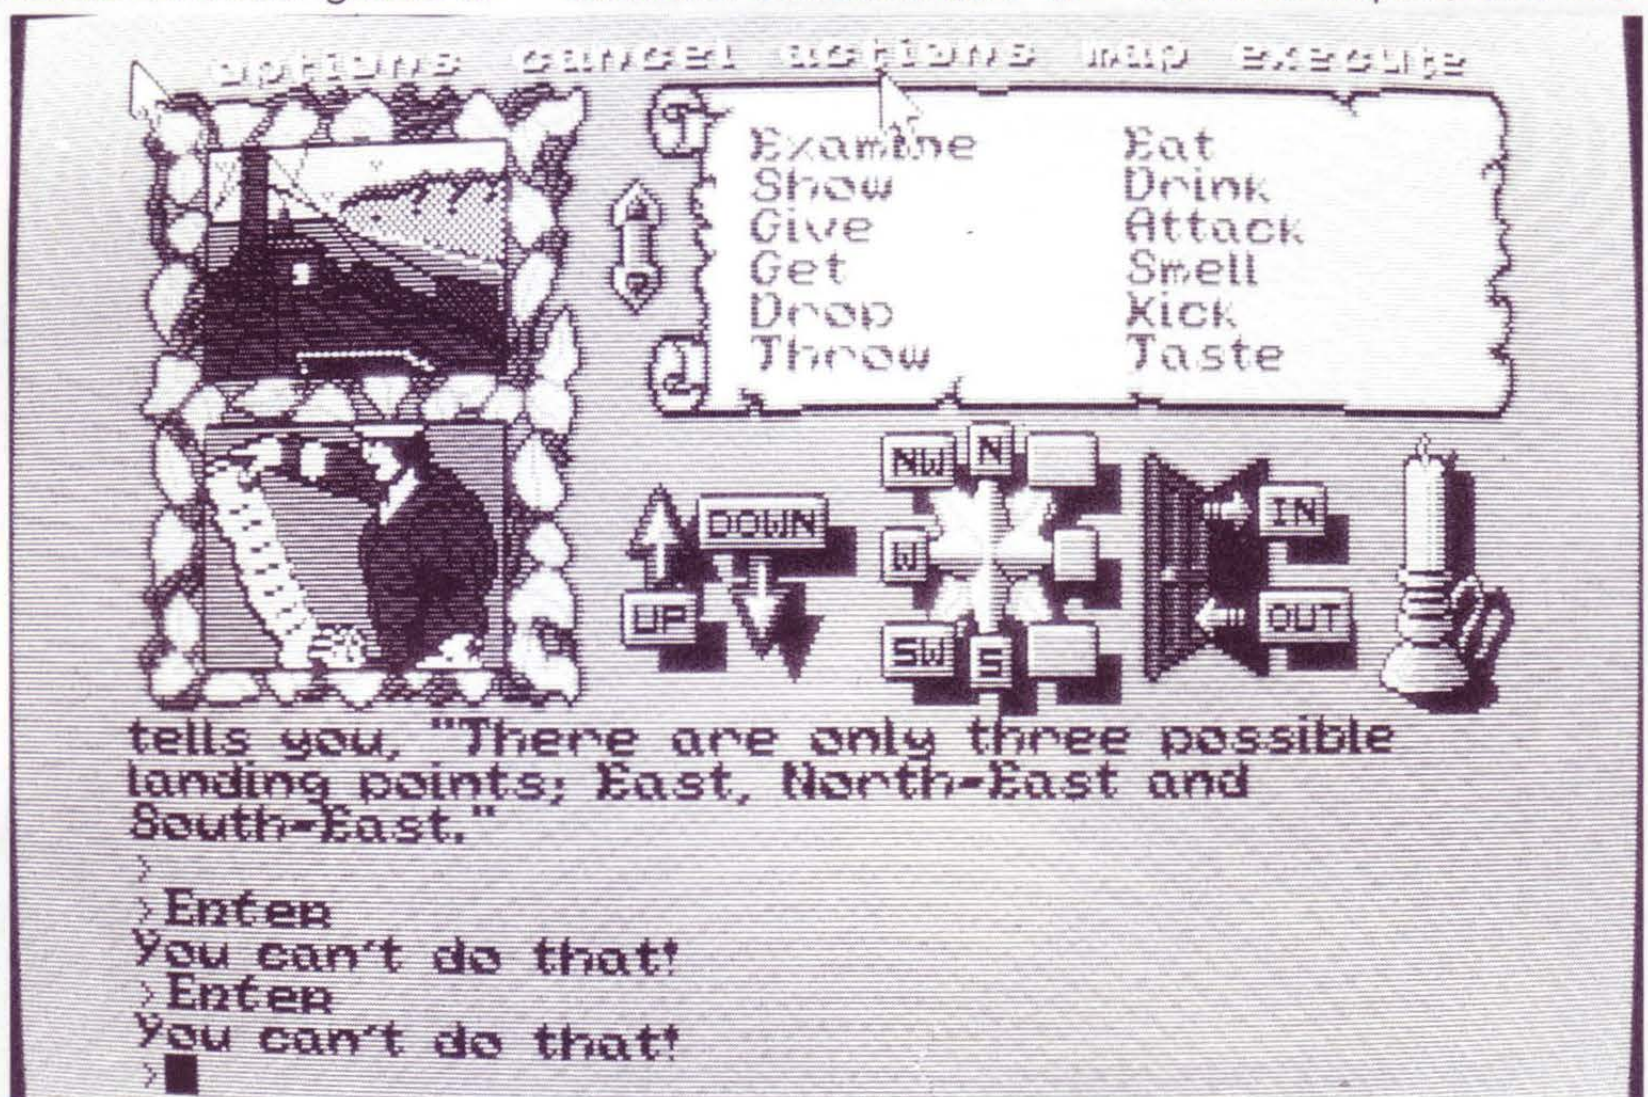 options cancel actions map execute
Examine Eat
Show Drink
Give Attack
Get Smell
Drop Kick
Throw Taste
NW N
DOWN IN
W
UP OUT
SW S
tells you, "There are only three possible
landing points; East, North-East and
South-East."
>
>Enter
You can't do that!
>Enter
You can't do that!
>